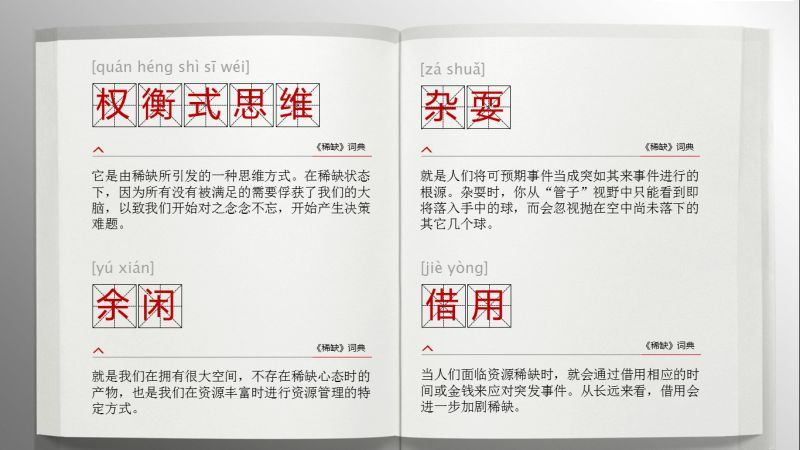 [quán héng shì sī wéi]
权衡式思维
《稀缺》词典
它是由稀缺所引发的一种思维方式。在稀缺状态
下，因为所有没有被满足的需要俘获了我们的大
脑，以致我们开始对之念念不忘，开始产生决策
难题。
[yú xián]
余闲
《稀缺》词典
就是我们在拥有很大空间，不存在稀缺心态时的
产物，也是我们在资源丰富时进行资源管理的特
定方式。
[zá shuǎ]
杂耍
《稀缺》词典
就是人们将可预期事件当成突如其来事件进行的
根源。杂耍时，你从“管子”视野中只能看到即
将落入手中的球，而会忽视抛在空中尚未落下的
其它几个球。
[jiè yòng]
借用
《稀缺》词典
当人们面临资源稀缺时，就会通过借用相应的时
间或金钱来应对突发事件。从长远来看，借用会
进一步加剧稀缺。